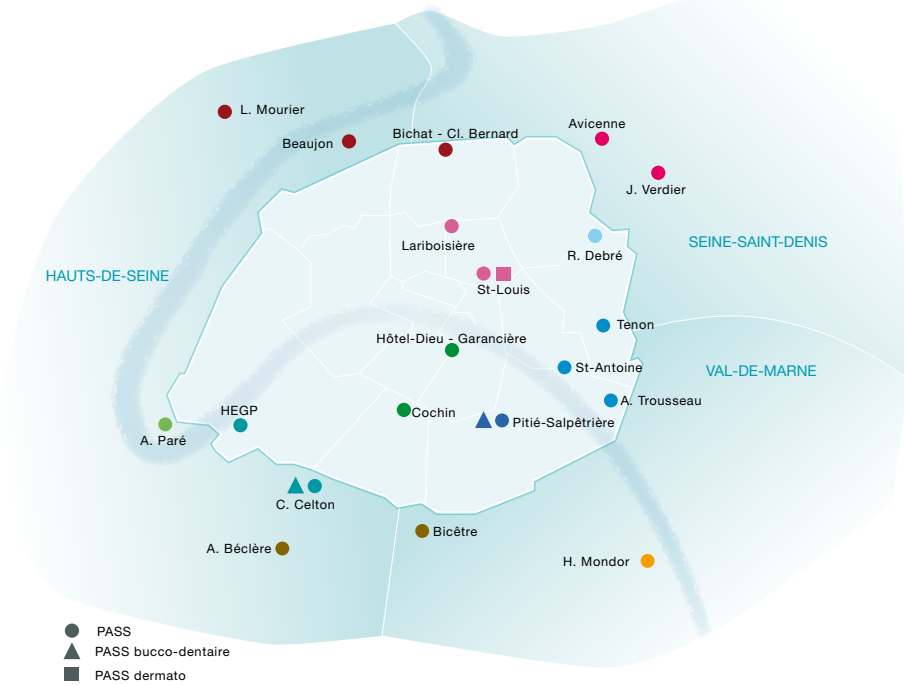 L. Mourier
Beaujon
Bichat - Cl. Bernard
Avicenne
J. Verdier
Lariboisière
R. Debré
SEINE-SAINT-DENIS
HAUTS-DE-SEINE
St-Louis
Tenon
Hôtel-Dieu - Garancière
St-Antoine
VAL-DE-MARNE
A. Trousseau
HEGP
Cochin
Pitié-Salpêtrière
A. Paré
C. Celton
Bicêtre
A. Béclère
H. Mondor
PASS
PASS bucco-dentaire
PASS dermato